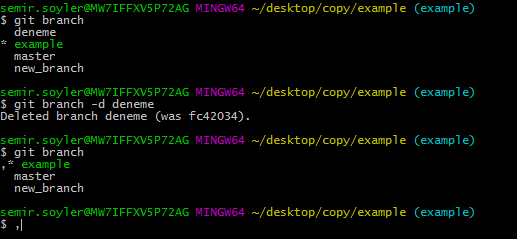 semir.soyler@MW7IFFXV5P72AG MINGW64 ~/desktop/copy/example (example)
$ git branch
  deneme
* example
  master
  new_branch
semir.soyler@MW7IFFXV5P72AG MINGW64 ~/desktop/copy/example (example)
$ git branch -d deneme
Deleted branch deneme (was fc42034).
semir.soyler@MW7IFFXV5P72AG MINGW64 ~/desktop/copy/example (example)
$ git branch
,* example
  master
  new_branch
semir.soyler@MW7IFFXV5P72AG MINGW64 ~/desktop/copy/example (example)
$ ,